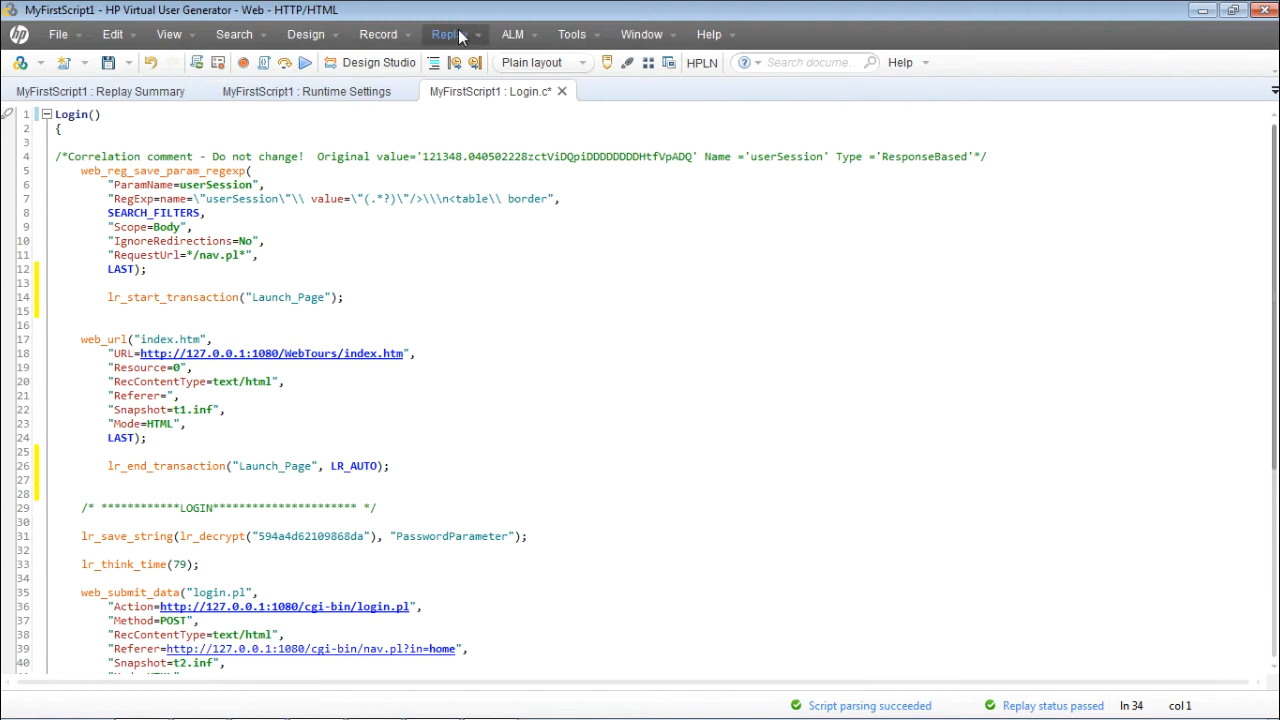 MyFirstScript1 - HP Virtual User Generator - Web - HTTP/HTML
hp File Edit View Search Design Record Replay ALM Tools Window Help
Design Studio Plain layout HPLN Search docume... Help
MyFirstScript1 : Replay Summary MyFirstScript1 : Runtime Settings MyFirstScript1 : Login.c*
1 Login()
2 {
3
4 /*Correlation comment - Do not change!  Original value='121348.040502228zctViDQpiDDDDDDDDHtfVpADQ' Name ='userSession' Type ='ResponseBased'*/
5 web_reg_save_param_regexp(
6 "ParamName=userSession",
7 "RegExp=name=\"userSession\"\\ value=\"(.*?)\"/>\\\n<table\\ border",
8 SEARCH_FILTERS,
9 "Scope=Body",
10 "IgnoreRedirections=No",
11 "RequestUrl=*/nav.pl*",
12 LAST);
13
14 lr_start_transaction("Launch_Page");
15
16
17 web_url("index.htm",
18 "URL=http://127.0.0.1:1080/WebTours/index.htm",
19 "Resource=0",
20 "RecContentType=text/html",
21 "Referer=",
22 "Snapshot=t1.inf",
23 "Mode=HTML",
24 LAST);
25
26 lr_end_transaction("Launch_Page", LR_AUTO);
27
28
29 /* ************LOGIN********************** */
30
31 lr_save_string(lr_decrypt("594a4d62109868da"), "PasswordParameter");
32
33 lr_think_time(79);
34
35 web_submit_data("login.pl",
36 "Action=http://127.0.0.1:1080/cgi-bin/login.pl",
37 "Method=POST",
38 "RecContentType=text/html",
39 "Referer=http://127.0.0.1:1080/cgi-bin/nav.pl?in=home",
40 "Snapshot=t2.inf",
Script parsing succeeded Replay status passed ln 34 col 1